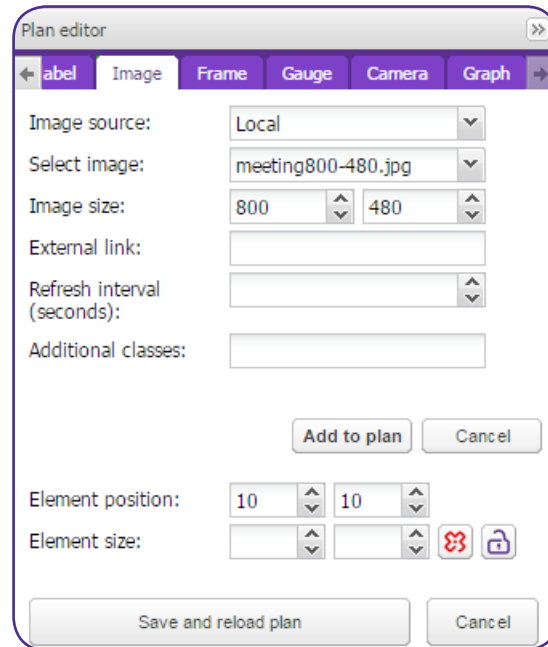 Plan editor
abel Image Frame Gauge Camera Graph
Image source: Local
Select image: meeting800-480.jpg
Image size: 800 480
External link:
Refresh interval
(seconds):
Additional classes:
Add to plan Cancel
Element position: 10 10
Element size:
Save and reload plan Cancel